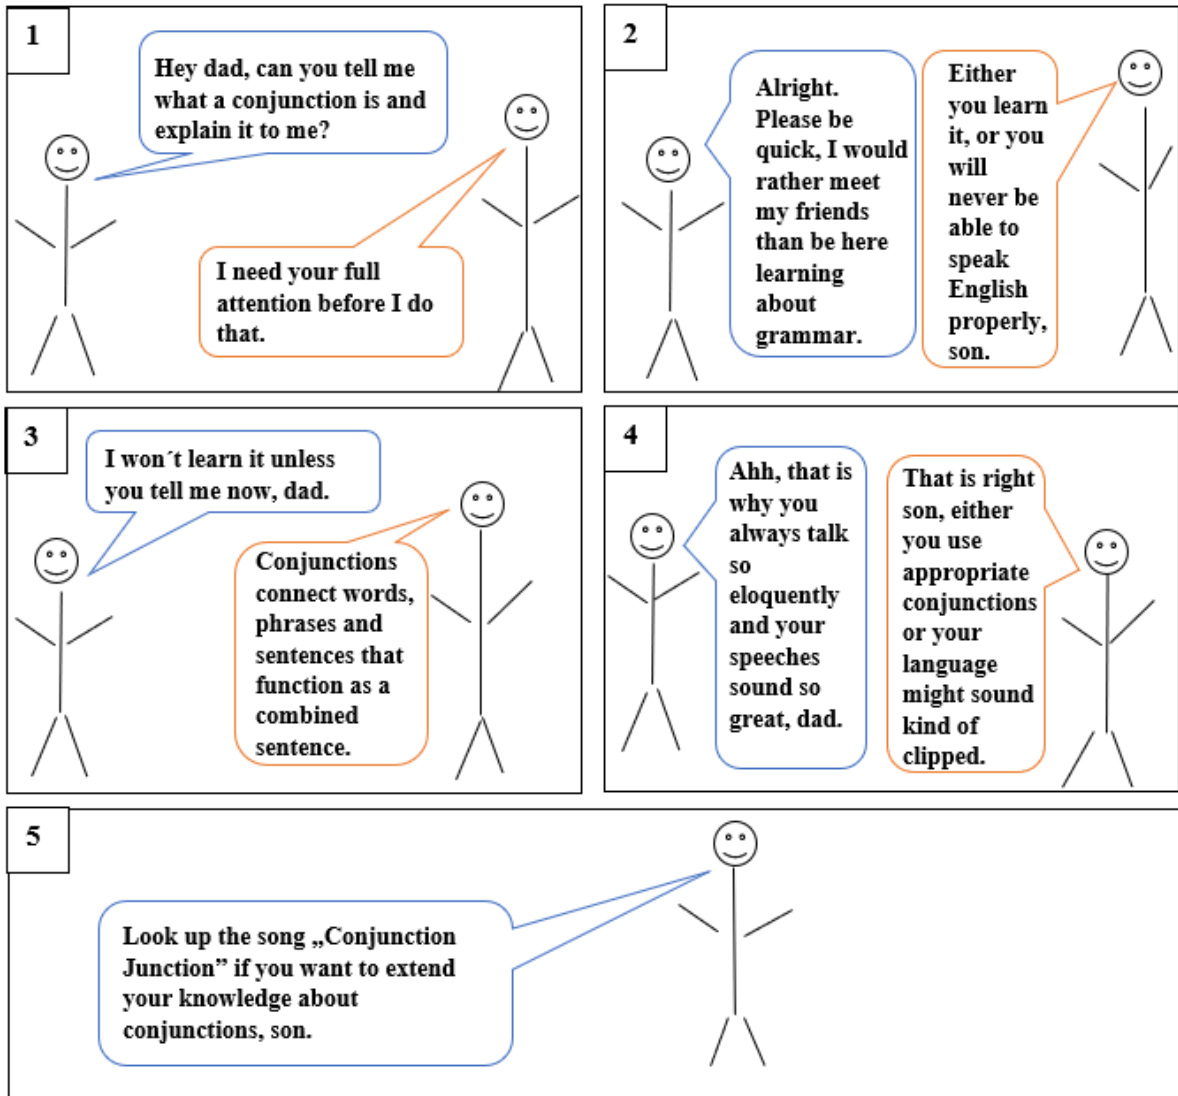 1
Hey dad, can you tell me
what a conjunction is and
explain it to me?
I need your full
attention before I do
that.
2
Alright.
Please be
quick, I would
rather meet
my friends
than be here
learning
about
grammar.
Either
you learn
it, or you
will
never be
able to
speak
English
properly,
son.
3
I won´t learn it unless
you tell me now, dad.
Conjunctions
connect words,
phrases and
sentences that
function as a
combined
sentence.
4
Ahh, that is
why you
always talk
so
eloquently
and your
speeches
sound so
great, dad.
That is right
son, either
you use
appropriate
conjunctions
or your
language
might sound
kind of
clipped.
5
Look up the song „Conjunction
Junction” if you want to extend
your knowledge about
conjunctions, son.